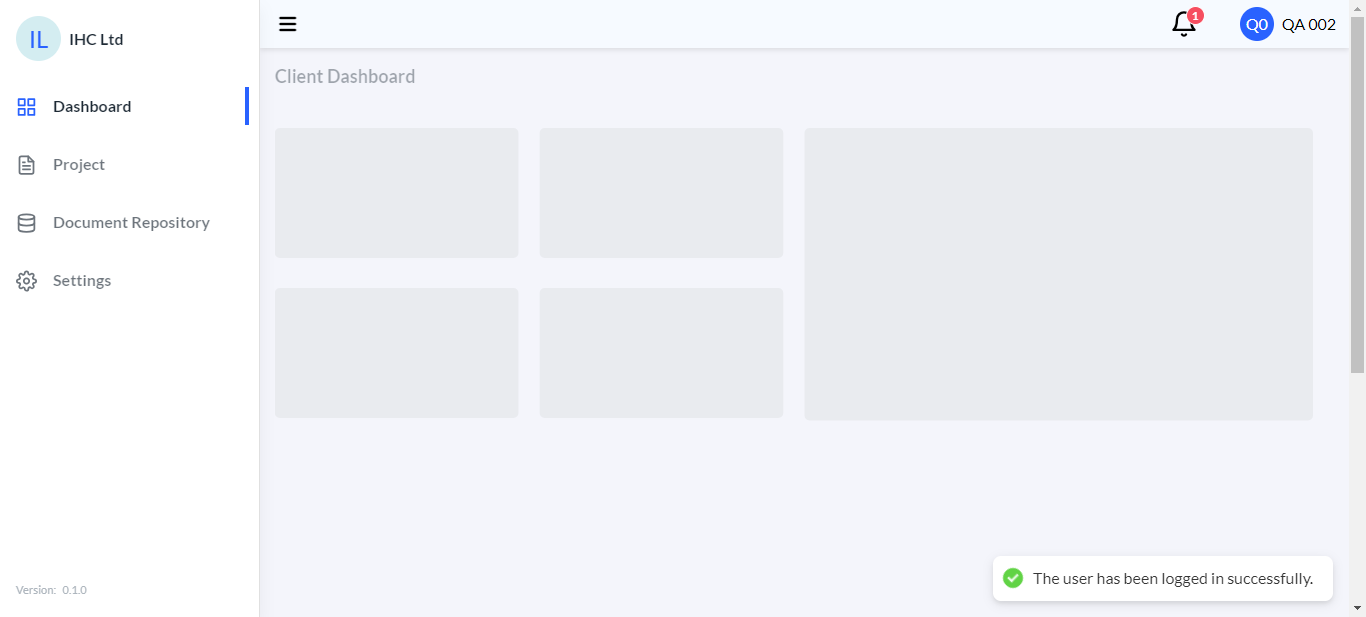 IL IHC Ltd
Dashboard
Project
Document Repository
Settings
Version: 0.1.0
1
Q0 QA 002
Client Dashboard
The user has been logged in successfully.